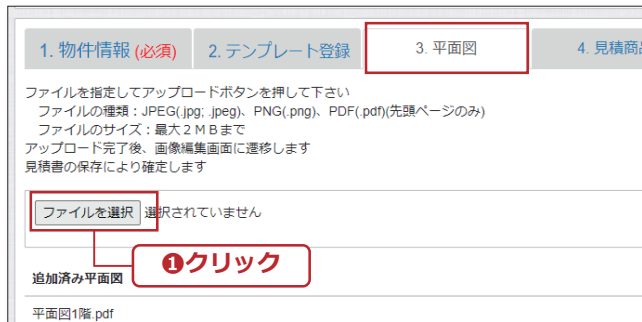 1. 物件情報 (必須)
2. テンプレート登録
3. 平面図
4. 見積商
ファイルを指定してアップロードボタンを押して下さい
ファイルの種類：JPEG(.jpg; .jpeg)、PNG(.png)、PDF(.pdf)(先頭ページのみ)
ファイルのサイズ：最大２ＭＢまで
アップロード完了後、画像編集画面に遷移します
見積書の保存により確定します
ファイルを選択 選択されていません
❶クリック
追加済み平面図
平面図1階.pdf